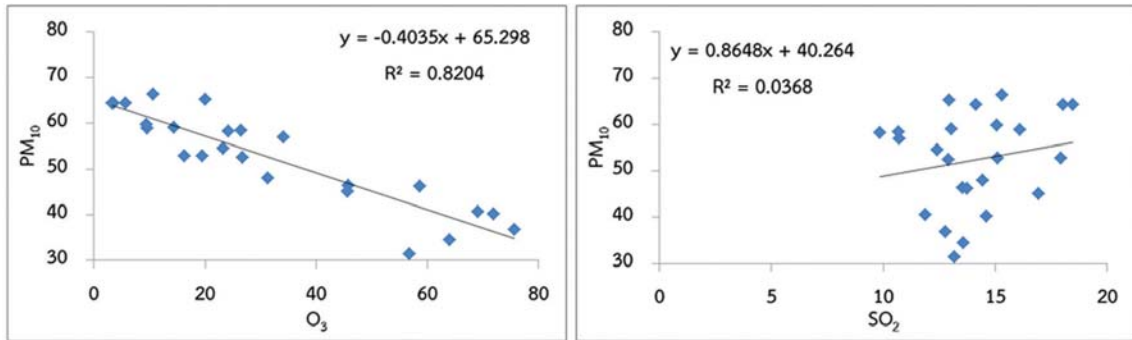 80
70
60
50
40
30
PM₁₀
y = -0.4035x + 65.298
R² = 0.8204
0 20 40 60 80
O₃
80
70
60
50
40
30
PM₁₀
y = 0.8648x + 40.264
R² = 0.0368
0 5 10 15 20
SO₂